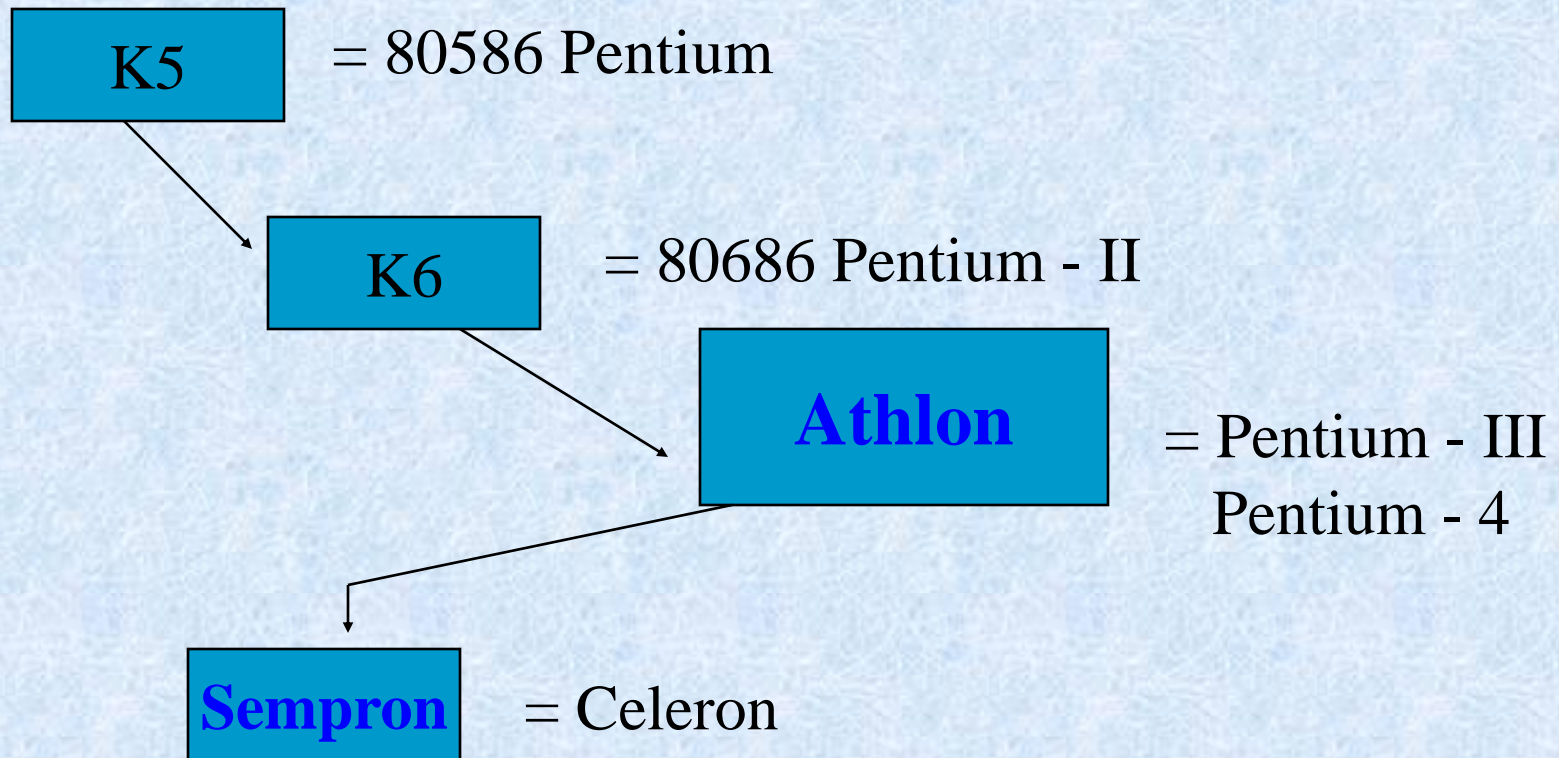 K5 = 80586 Pentium
K6 = 80686 Pentium - II
Athlon = Pentium - III
Pentium - 4
Sempron = Celeron